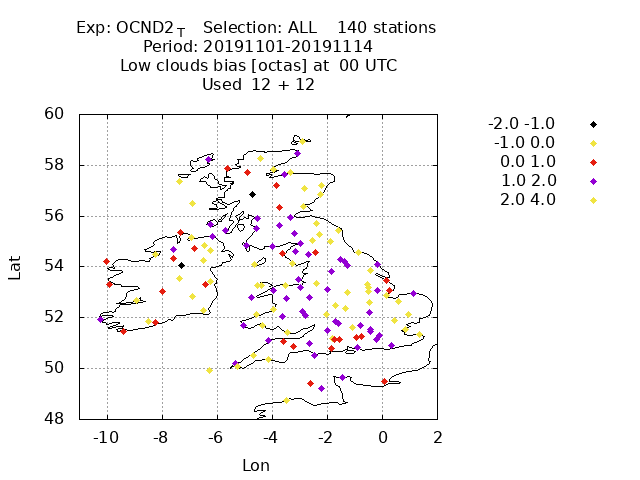 Exp: OCND2_T   Selection: ALL    140 stations
Period: 20191101-20191114
Low clouds bias [octas] at  00 UTC
Used  12 + 12
-2.0 -1.0
-1.0 0.0
0.0 1.0
1.0 2.0
2.0 4.0
60
58
56
54
52
50
48
Lat
-10 -8 -6 -4 -2 0 2
Lon